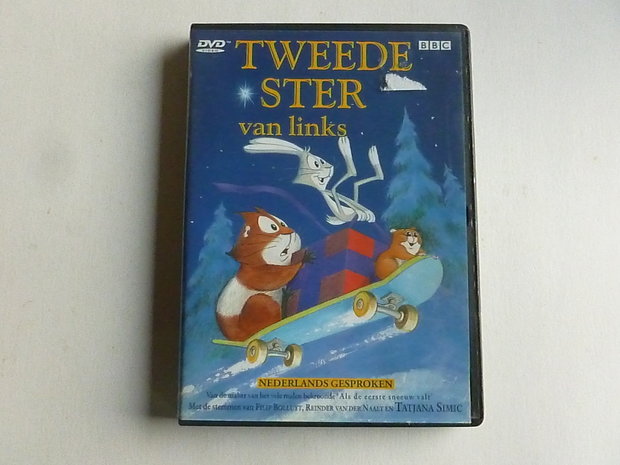 DVD
VIDEO
BBC
TWEEDE
STER
van links
NEDERLANDS GESPROKEN
Van de maker van het vele malen bekroonde 'Als de eerste sneeuw valt'
Met de stemmen van FILIP BOLLUYT, REINDER VAN DER NAALT EN TATJANA SIMIC